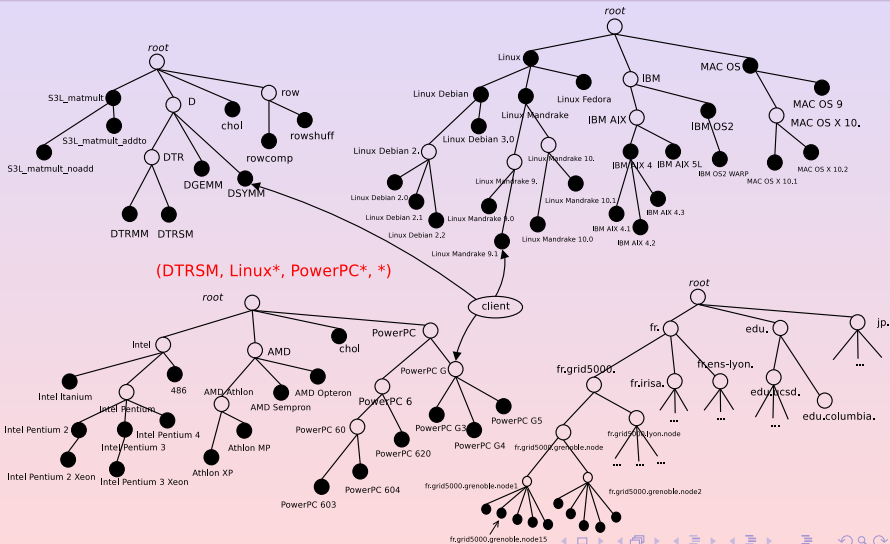 root
S3L_matmult
S3L_matmult_addto
S3L_matmult_noadd
D
DTR
DTRMM
DTRSM
DGEMM
DSYMM
chol
row
rowcomp
rowshuff
root
Linux
Linux Debian
Linux Debian 3,0
Linux Debian 2.
Linux Debian 2.0
Linux Debian 2.1
Linux Debian 2,2
Linux Mandrake
Linux Mandrake 9.
Linux Mandrake 9.0
Linux Mandrake 9.1
Linux Mandrake 10.
Linux Mandrake 10.1
Linux Mandrake 10,0
Linux Fedora
IBM
IBM AIX
IBM AIX 4
IBM AIX 4.1
IBM AIX 4,2
IBM AIX 4.3
IBM AIX 5L
IBM OS2
IBM OS2 WARP
MAC OS
MAC OS 9
MAC OS X 10.
MAC OS X 10,1
MAC OS X 10,2
(DTRSM, Linux*, PowerPC*, *)
client
root
Intel
Intel Itanium
486
Intel Pentium
Intel Pentium 2
Intel Pentium 2 Xeon
Intel Pentium 3
Intel Pentium 3 Xeon
Intel Pentium 4
AMD
AMD Athlon
Athlon XP
Athlon MP
AMD Sempron
AMD Opteron
chol
PowerPC
PowerPC 6
PowerPC 60
PowerPC 603
PowerPC 604
PowerPC 620
PowerPC G
PowerPC G3
PowerPC G4
PowerPC G5
root
fr.
fr.grid5000.
fr.irisa.
...
fr.ens-lyon.
...
edu.
edu.ucsd.
...
edu.columbia.
jp.
...
fr.grid5000.grenoble.node
fr.grid5000.lyon.node
... ... ...
fr.grid5000.grenoble.node1
fr.grid5000.grenoble.node2
fr.grid5000.grenoble.node15